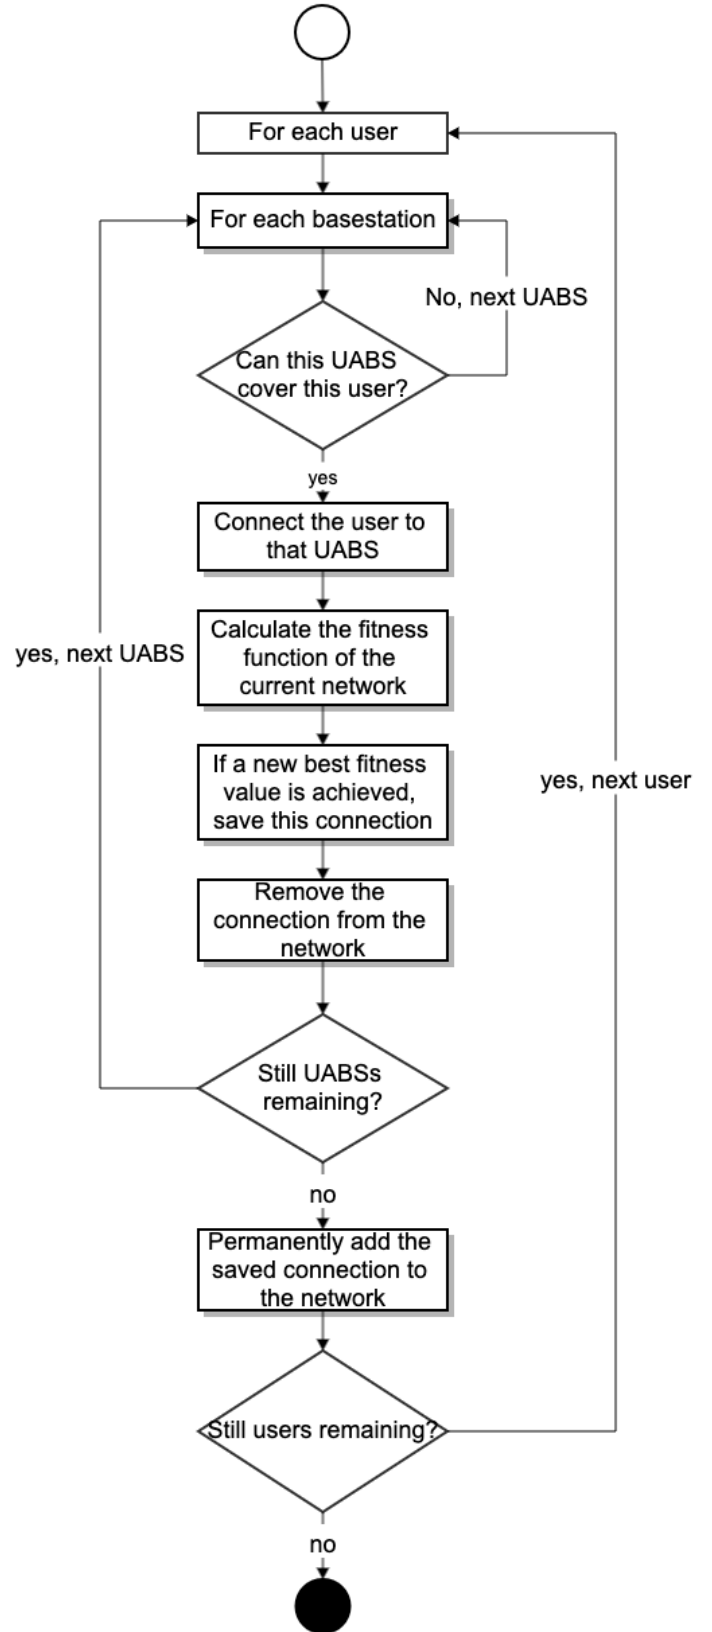 For each user
For each basestation
No, next UABS
Can this UABS
cover this user?
yes
Connect the user to
that UABS
Calculate the fitness
function of the
current network
yes, next UABS
If a new best fitness
value is achieved,
save this connection
yes, next user
Remove the
connection from the
network
Still UABSs
remaining?
no
Permanently add the
saved connection to
the network
Still users remaining?
no